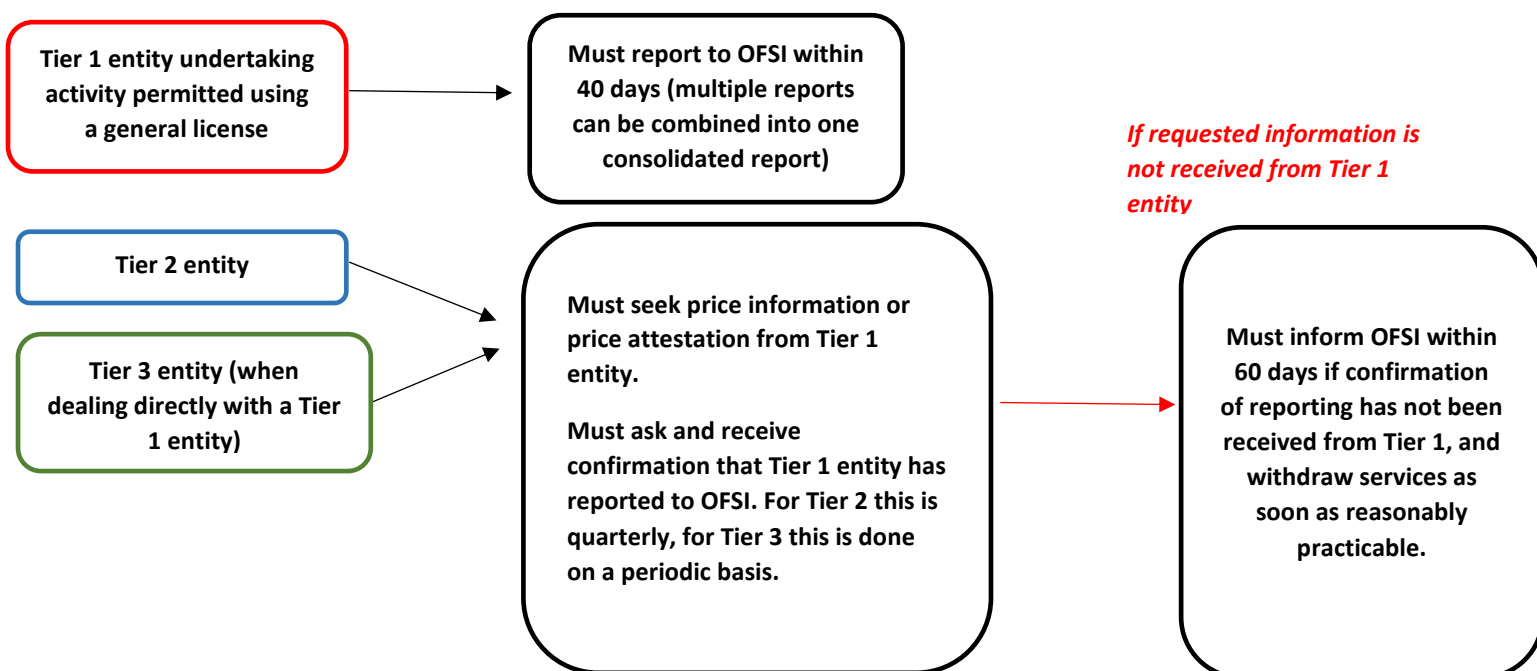 Tier 1 entity undertaking
activity permitted using
a general license
Must report to OFSI within
40 days (multiple reports
can be combined into one
consolidated report)
If requested information is
not received from Tier 1
entity
Tier 2 entity
Tier 3 entity (when
dealing directly with a Tier
1 entity)
Must seek price information or
price attestation from Tier 1
entity.
Must ask and receive
confirmation that Tier 1 entity has
reported to OFSI. For Tier 2 this is
quarterly, for Tier 3 this is done
on a periodic basis.
Must inform OFSI within
60 days if confirmation
of reporting has not been
received from Tier 1, and
withdraw services as
soon as reasonably
practicable.